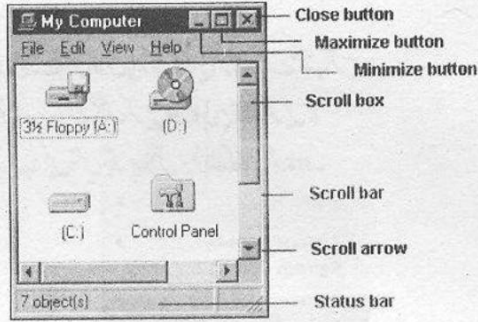 My Computer
Close button
Maximize button
File Edit View Help
Minimize button
Scroll box
3½ Floppy (A:) (D:)
Scroll bar
(C:) Control Panel
Scroll arrow
7 object(s)
Status bar